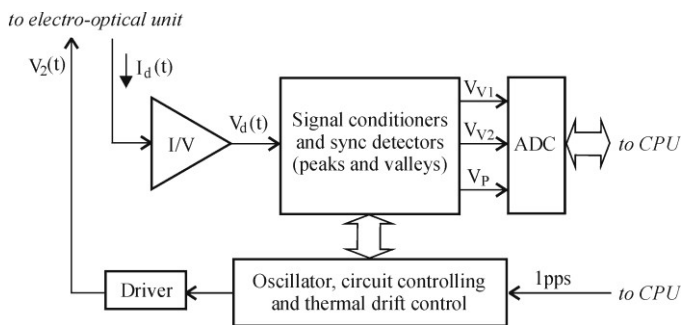 to electro-optical unit
V2(t)
Id(t)
I/V
Vd(t)
Signal conditioners
and sync detectors
(peaks and valleys)
VV1
VV2
VP
ADC
to CPU
Driver
Oscillator, circuit controlling
and thermal drift control
1pps
to CPU